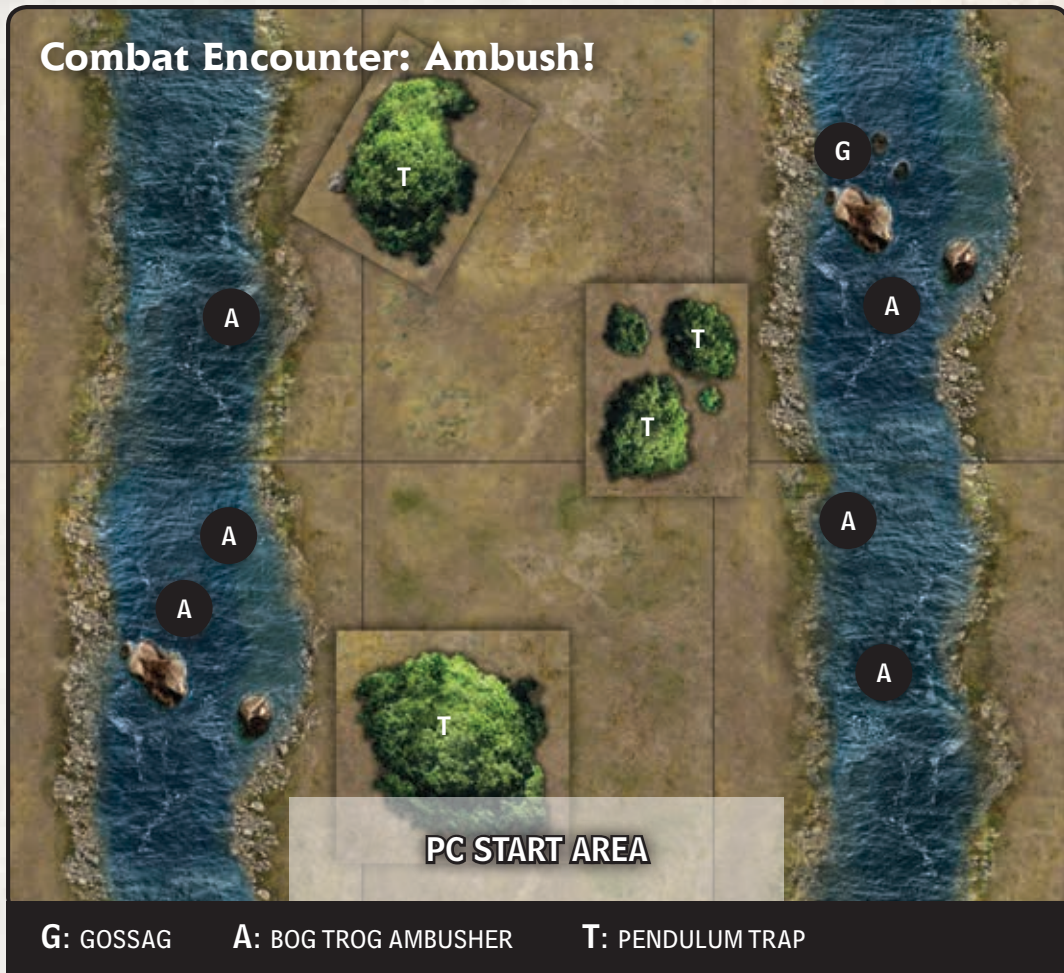 Combat Encounter: Ambush!
G
T
A
A
T
T
A
A
A
T
A
PC START AREA
G: GOSSAG A: BOG TROG AMBUSHER T: PENDULUM TRAP